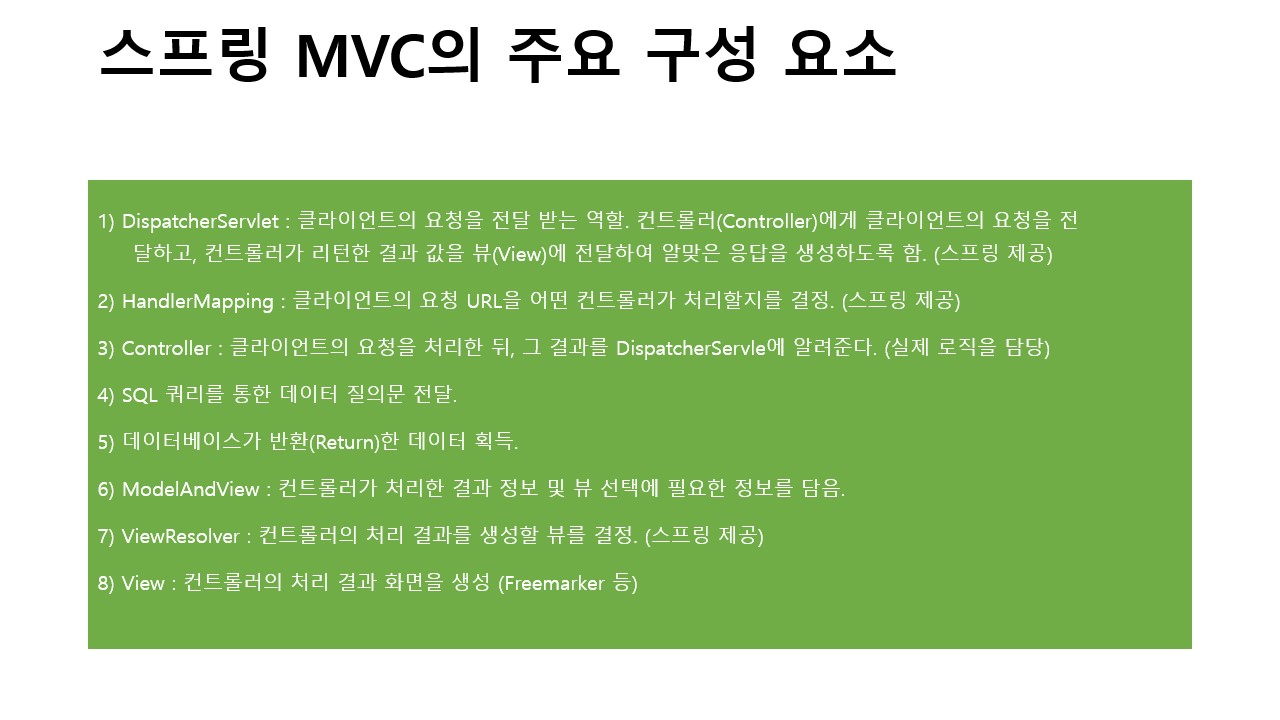 스프링 MVC의 주요 구성 요소
1) DispatcherServlet : 클라이언트의 요청을 전달 받는 역할. 컨트롤러(Controller)에게 클라이언트의 요청을 전
달하고, 컨트롤러가 리턴한 결과 값을 뷰(View)에 전달하여 알맞은 응답을 생성하도록 함. (스프링 제공)
2) HandlerMapping : 클라이언트의 요청 URL을 어떤 컨트롤러가 처리할지를 결정. (스프링 제공)
3) Controller : 클라이언트의 요청을 처리한 뒤, 그 결과를 DispatcherServle에 알려준다. (실제 로직을 담당)
4) SQL 쿼리를 통한 데이터 질의문 전달.
5) 데이터베이스가 반환(Return)한 데이터 획득.
6) ModelAndView : 컨트롤러가 처리한 결과 정보 및 뷰 선택에 필요한 정보를 담음.
7) ViewResolver : 컨트롤러의 처리 결과를 생성할 뷰를 결정. (스프링 제공)
8) View : 컨트롤러의 처리 결과 화면을 생성 (Freemarker 등)